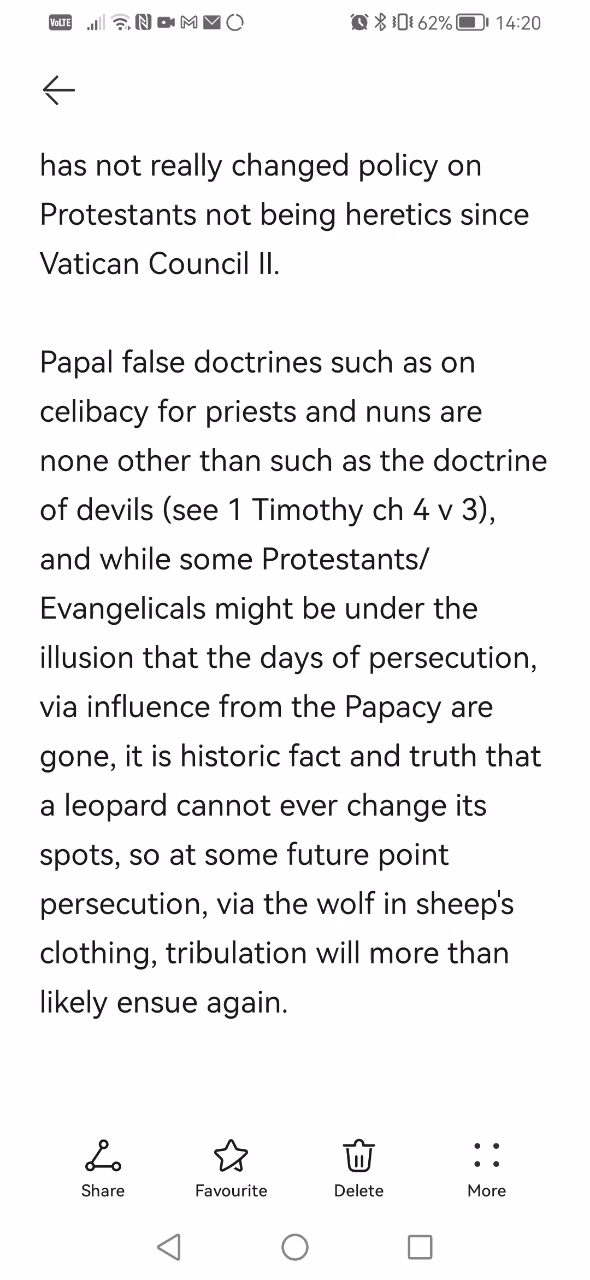 VoLTE 62% 14:20
has not really changed policy on
Protestants not being heretics since
Vatican Council II.
Papal false doctrines such as on
celibacy for priests and nuns are
none other than such as the doctrine
of devils (see 1 Timothy ch 4 v 3),
and while some Protestants/
Evangelicals might be under the
illusion that the days of persecution,
via influence from the Papacy are
gone, it is historic fact and truth that
a leopard cannot ever change its
spots, so at some future point
persecution, via the wolf in sheep's
clothing, tribulation will more than
likely ensue again.
Share Favourite Delete More